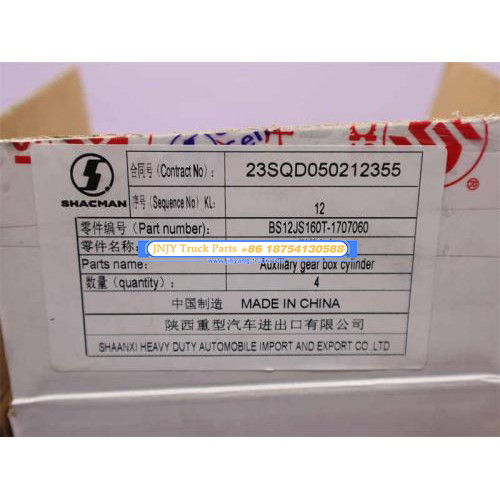 SHACMAN
合同号 (Contract No) : 23SQD050212355
序号 (Sequence No) KL: 12
零件编号 (Part number): BS12JS160T-1707060
零件名称:
JNJY Truck Parts +86 18754130588
Parts name: Auxiliary gear box cylinder
数量 (quantity) : 4
中国制造 MADE IN CHINA
陕西重型汽车进出口有限公司
SHAANXI HEAVY DUTY AUTOMOBILE IMPORT AND EXPORT CO.,LTD